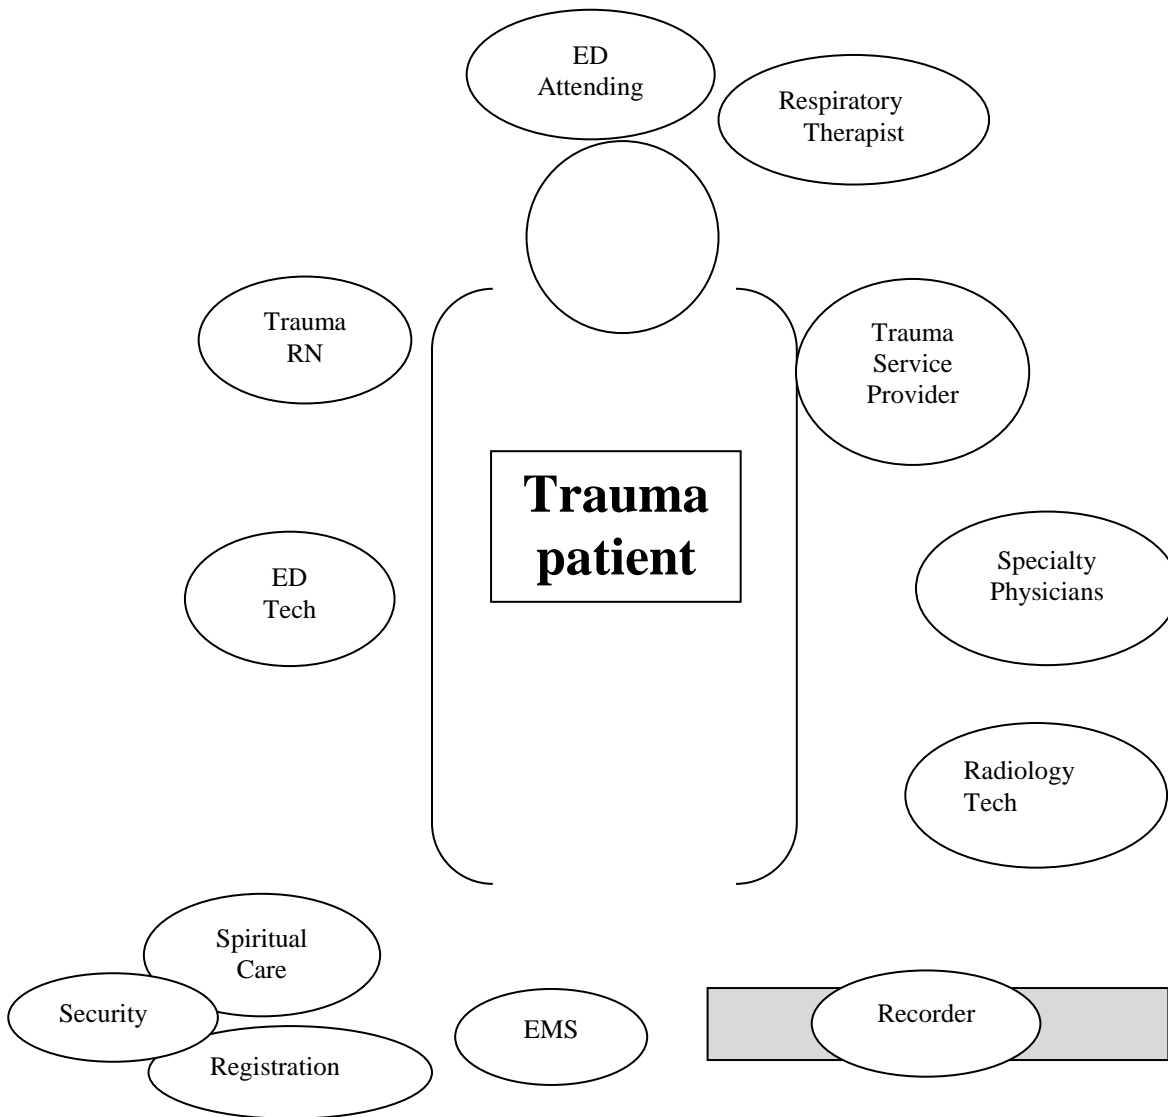 ED
Attending
Respiratory
Therapist
Trauma
RN
Trauma
Service
Provider
Trauma
patient
ED
Tech
Specialty
Physicians
Radiology
Tech
Spiritual
Care
Security
Registration
EMS
Recorder